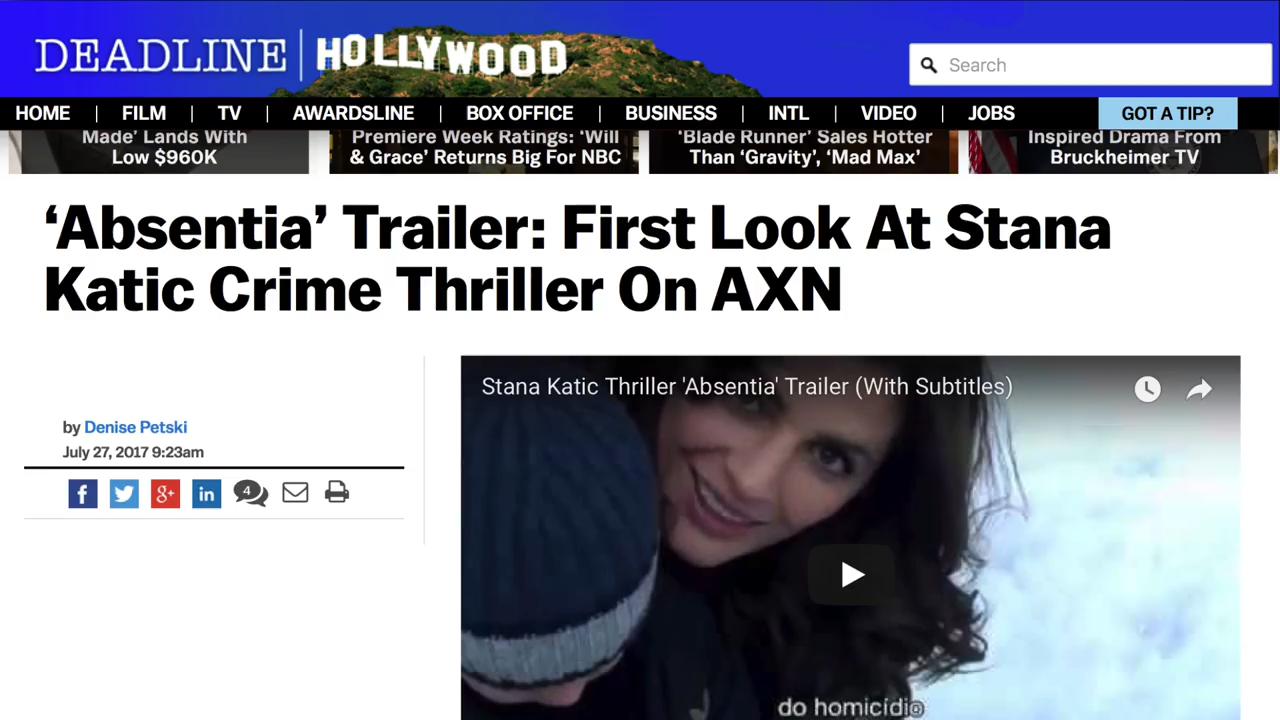 DEADLINE | HOLLYWOOD
Search
HOME | FILM | TV | AWARDSLINE | BOX OFFICE | BUSINESS | INTL | VIDEO | JOBS
GOT A TIP?
Made’ Lands With
Low $960K
Premiere Week Ratings: ‘Will
& Grace’ Returns Big For NBC
‘Blade Runner’ Sales Hotter
Than ‘Gravity’, ‘Mad Max’
Inspired Drama From
Bruckheimer TV
‘Absentia’ Trailer: First Look At Stana
Katic Crime Thriller On AXN
by Denise Petski
July 27, 2017 9:23am
f g+ in 4
Stana Katic Thriller 'Absentia' Trailer (With Subtitles)
do homicídio